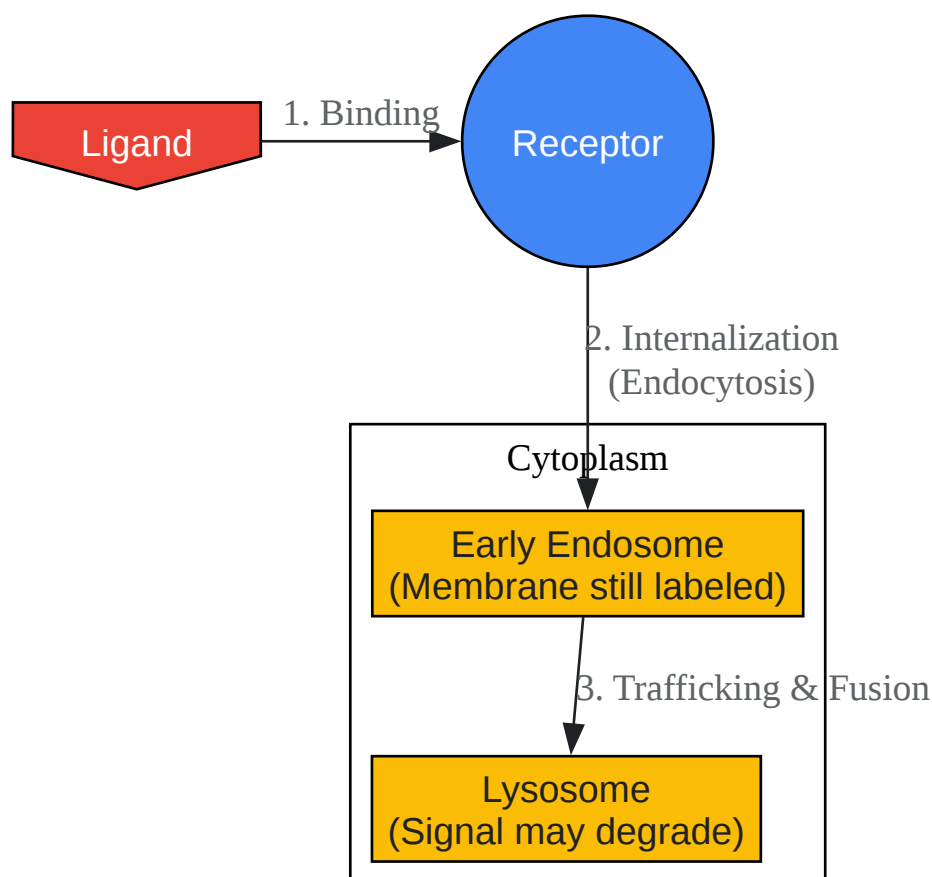 Ligand
1. Binding
Receptor
2. Internalization
(Endocytosis)
Cytoplasm
Early Endosome
(Membrane still labeled)
3. Trafficking & Fusion
Lysosome
(Signal may degrade)